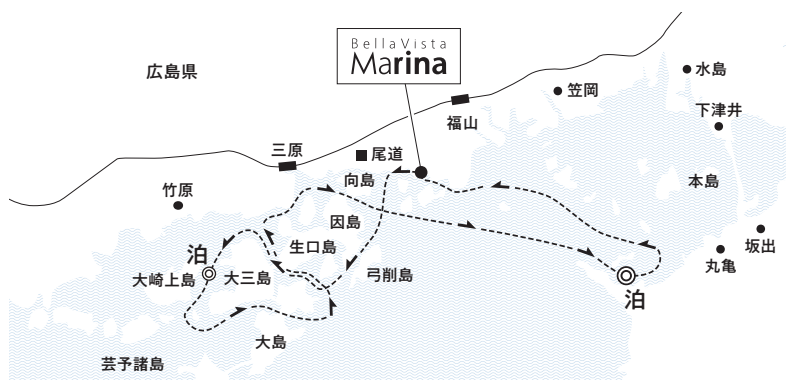 BellaVista
Marina
広島県
水島
笠岡
下津井
福山
三原
尾道
向島
本島
竹原
因島
坂出
生口島
泊
丸亀
大崎上島
大三島
弓削島
泊
大島
芸予諸島